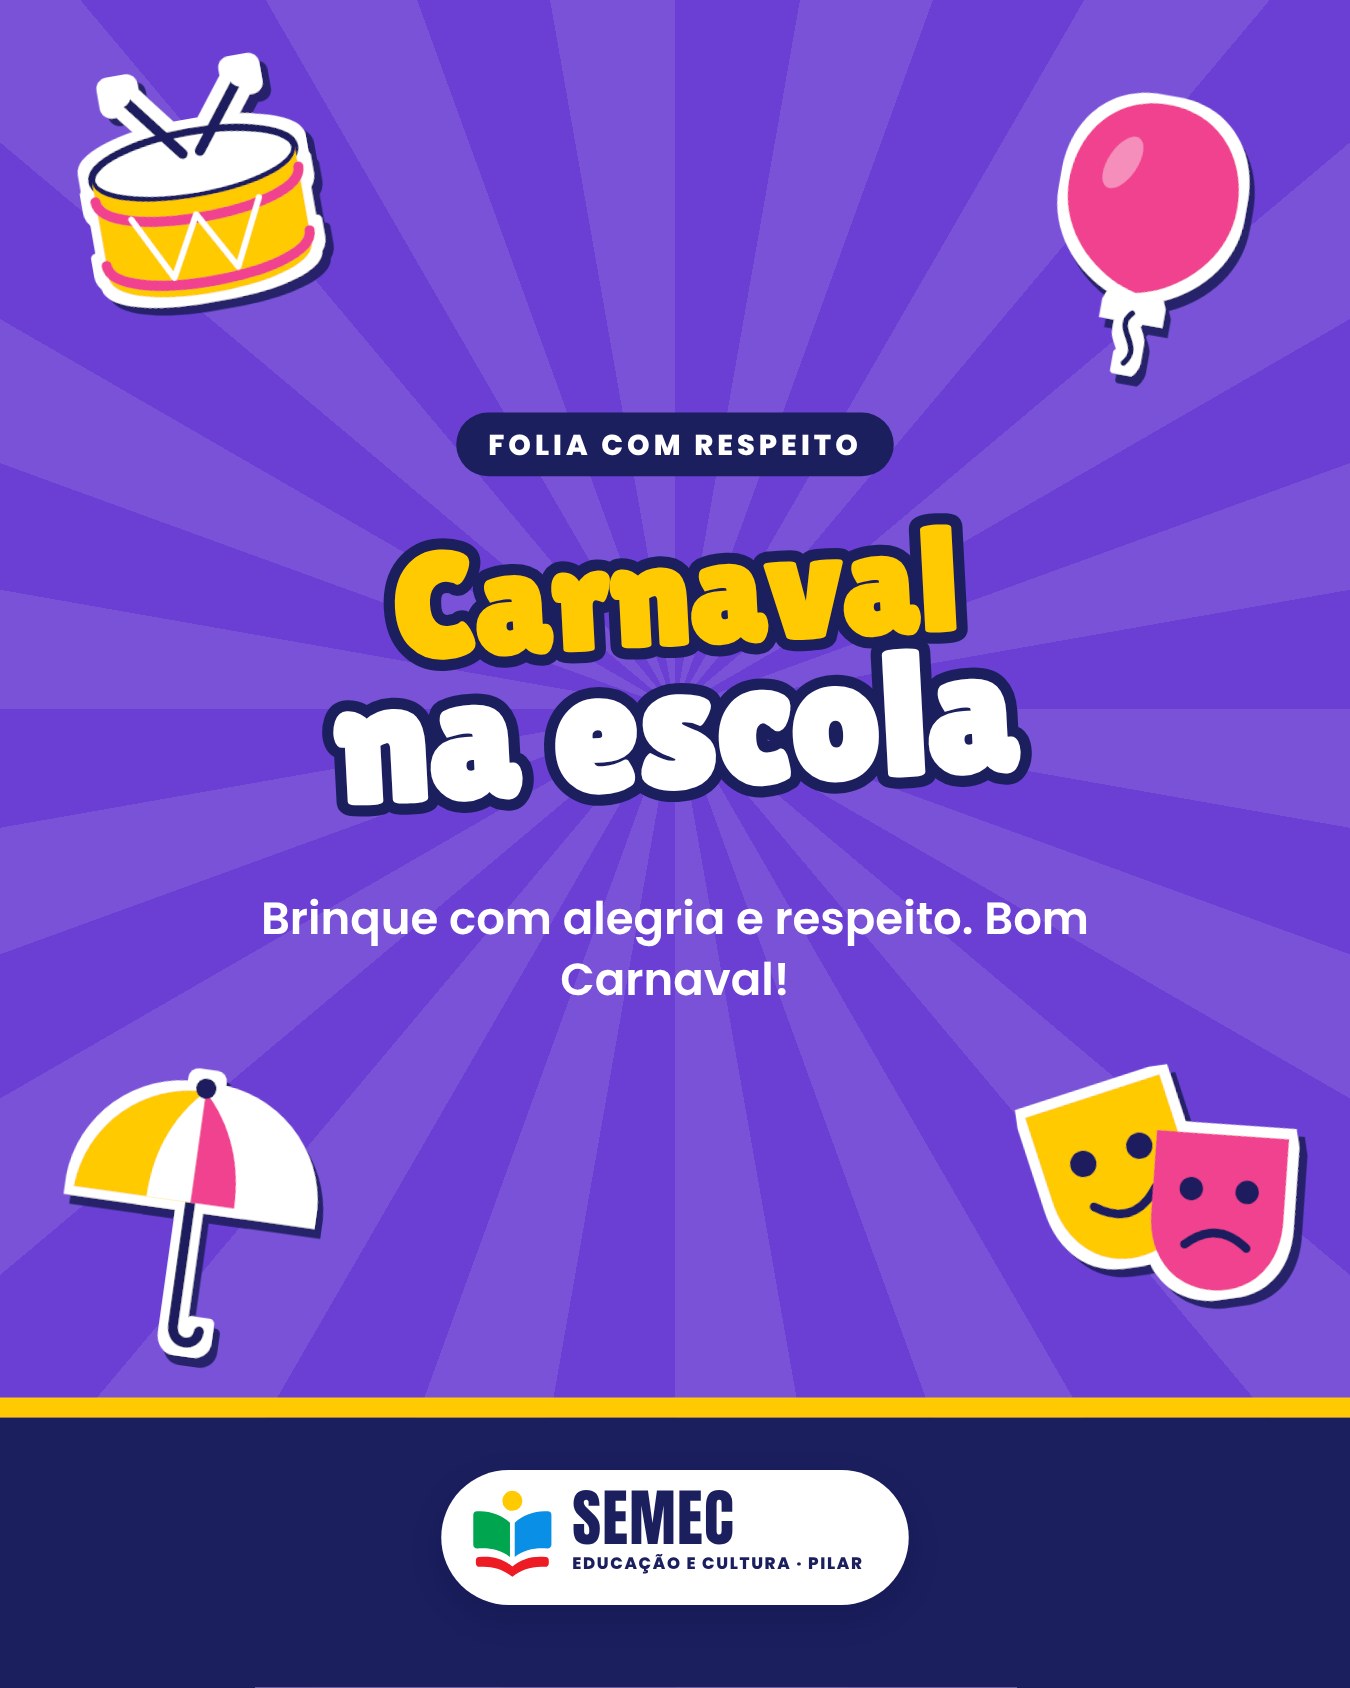 FOLIA COM RESPEITO
Carnaval
na escola
Brinque com alegria e respeito. Bom
Carnaval!
SEMEC
EDUCAÇÃO E CULTURA · PILAR